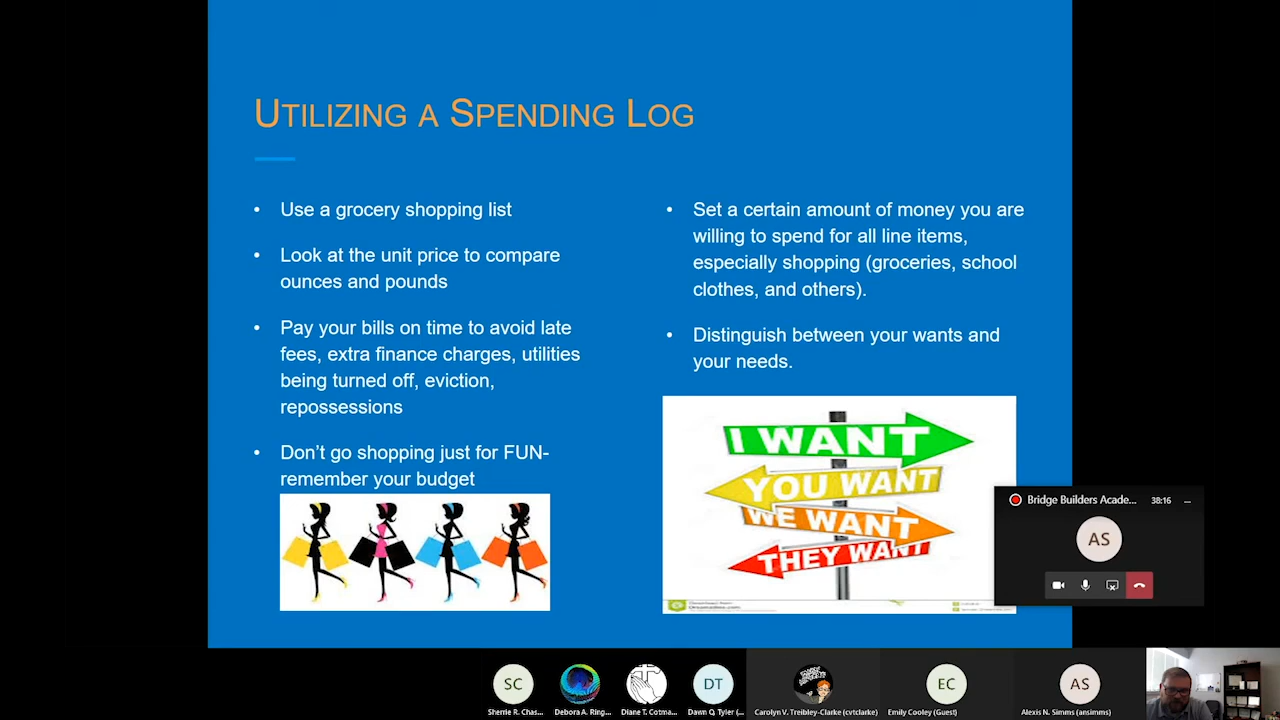 UTILIZING A SPENDING LOG
• Use a grocery shopping list
• Look at the unit price to compare
ounces and pounds
• Pay your bills on time to avoid late
fees, extra finance charges, utilities
being turned off, eviction,
repossessions
• Don't go shopping just for FUN-
remember your budget
• Set a certain amount of money you are
willing to spend for all line items,
especially shopping (groceries, school
clothes, and others).
• Distinguish between your wants and
your needs.
I WANT
YOU WANT
WE WANT
THEY WANT
Bridge Builders Acade... 38:16 ...
AS
SC
DT
EC
AS
Sherrie R. Chas...
Debora A. Ring...
Diane T. Cotma...
Dawn O. Tyler (...
Carolyn V. Treibley-Clarke (cvtclarke)
Emily Cooley (Guest)
Alexis N. Simms (ansimms)